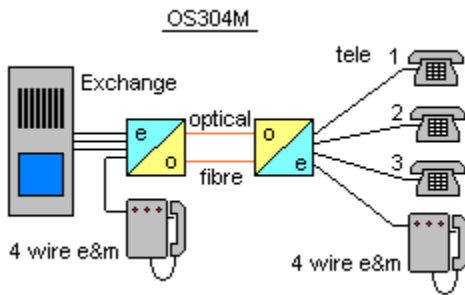 OS304M
tele 1
Exchange
e
optical
o
2
o
fibre
e
3
4 wire e&m
4 wire e&m